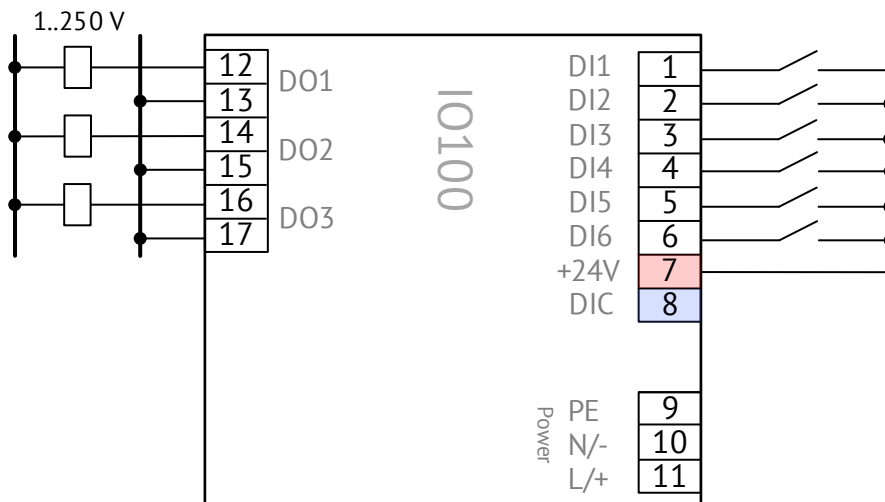 1..250 V
12
13
DO1
14
15
DO2
16
17
DO3
IO100
DI1 1
DI2 2
DI3 3
DI4 4
DI5 5
DI6 6
+24V 7
DIC 8
Power
PE 9
N/- 10
L/+ 11